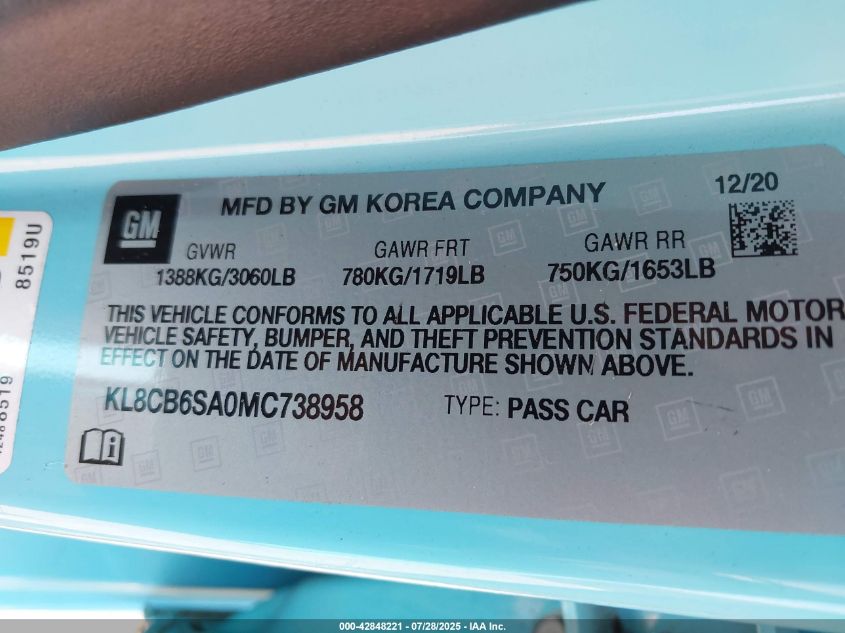 GM
MFD BY GM KOREA COMPANY
12/20
GVWR
GAWR FRT
GAWR RR
1388KG/3060LB
780KG/1719LB
750KG/1653LB
THIS VEHICLE CONFORMS TO ALL APPLICABLE U.S. FEDERAL MOTOR
VEHICLE SAFETY, BUMPER, AND THEFT PREVENTION STANDARDS IN
EFFECT ON THE DATE OF MANUFACTURE SHOWN ABOVE.
KL8CB6SA0MC738958
TYPE: PASS CAR
8519U
000-42848221 - 07/28/2025 - IAA Inc.